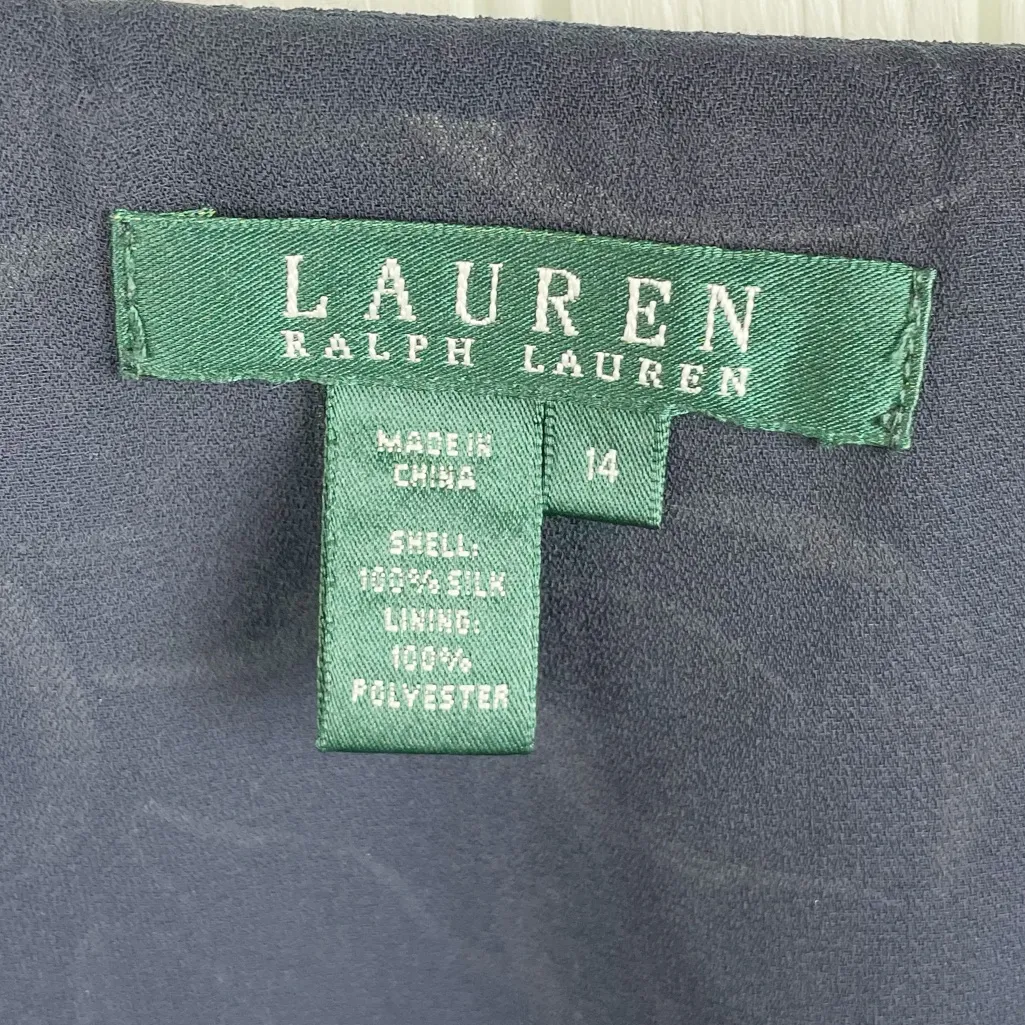 LAUREN
RALPH LAUREN
MADE IN
CHINA
14
SHELL:
100% SILK
LINING:
100%
POLYESTER